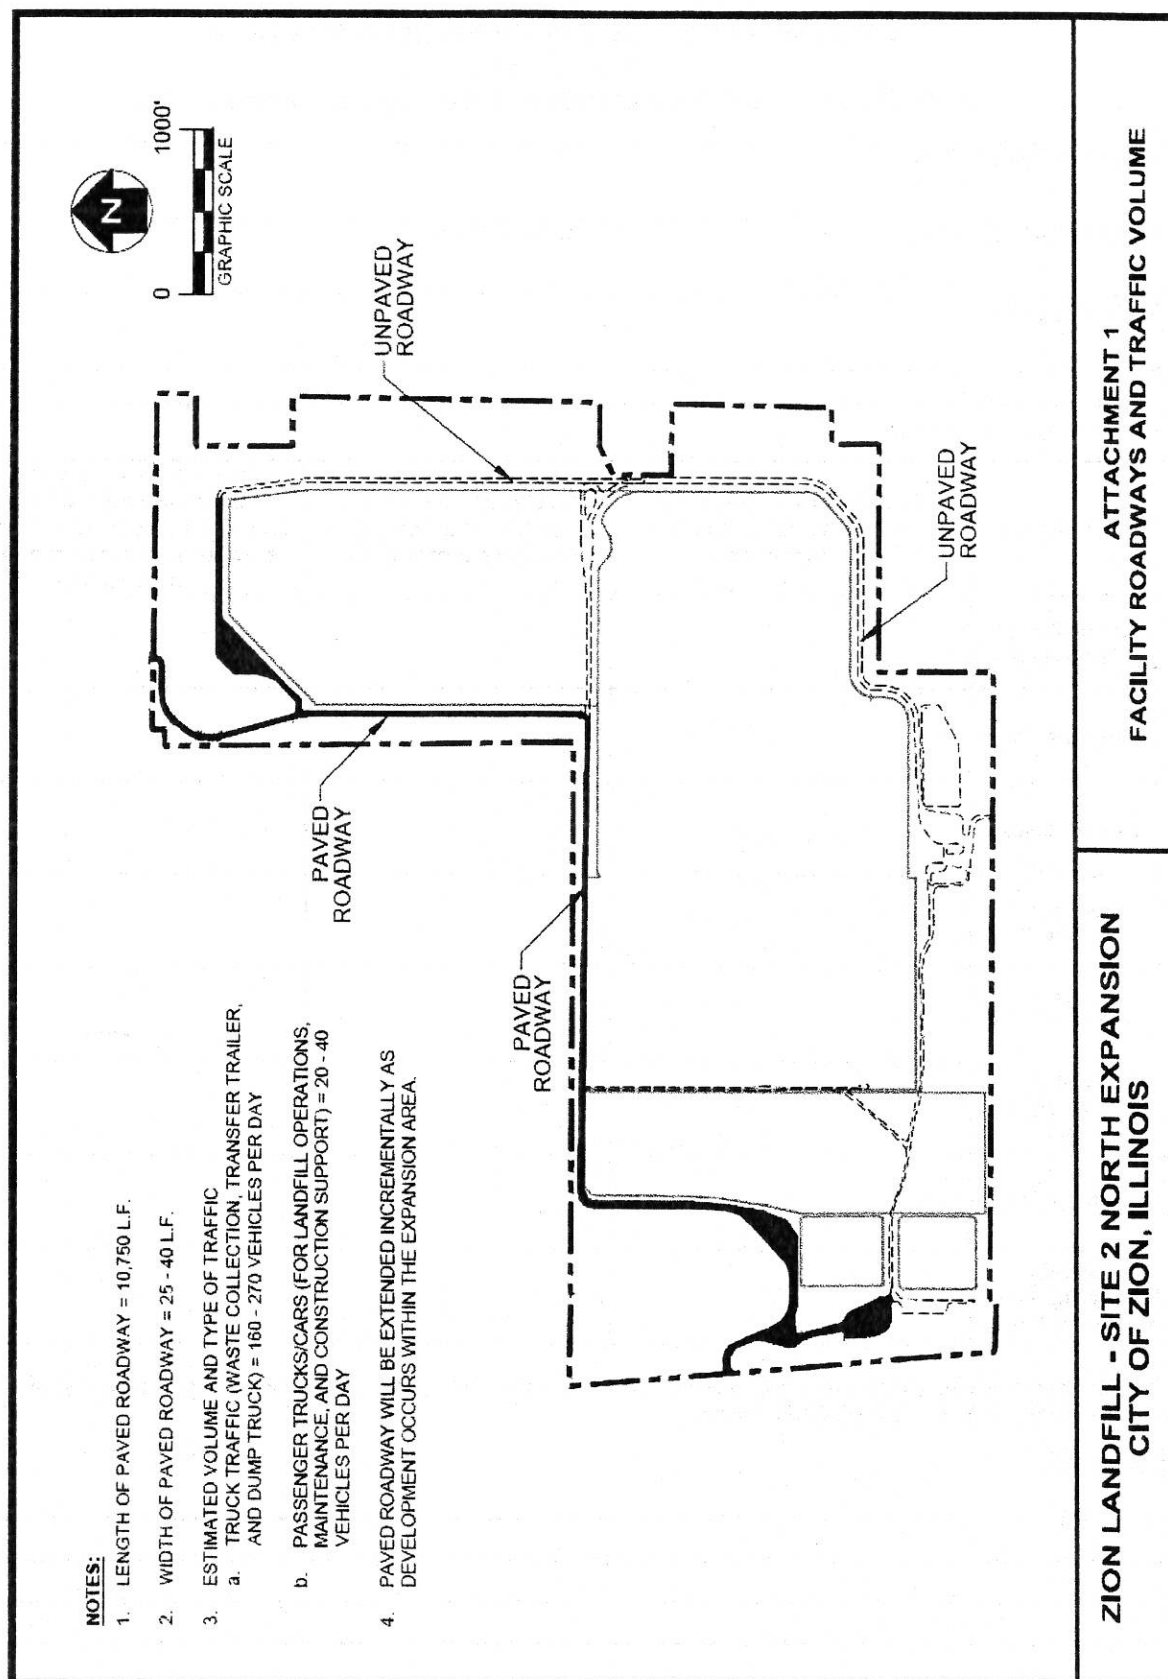 NOTES:
1. LENGTH OF PAVED ROADWAY = 10,750 L.F.
2. WIDTH OF PAVED ROADWAY = 25 - 40 L.F.
3. ESTIMATED VOLUME AND TYPE OF TRAFFIC
a. TRUCK TRAFFIC (WASTE COLLECTION, TRANSFER TRAILER,
AND DUMP TRUCK) = 160 - 270 VEHICLES PER DAY
b. PASSENGER TRUCKS/CARS (FOR LANDFILL OPERATIONS,
MAINTENANCE, AND CONSTRUCTION SUPPORT) = 20 - 40
VEHICLES PER DAY
4. PAVED ROADWAY WILL BE EXTENDED INCREMENTALLY AS
DEVELOPMENT OCCURS WITHIN THE EXPANSION AREA.
N
0 1000'
GRAPHIC SCALE
PAVED
ROADWAY
UNPAVED
ROADWAY
PAVED
ROADWAY
UNPAVED
ROADWAY
ZION LANDFILL - SITE 2 NORTH EXPANSION
CITY OF ZION, ILLINOIS
ATTACHMENT 1
FACILITY ROADWAYS AND TRAFFIC VOLUME